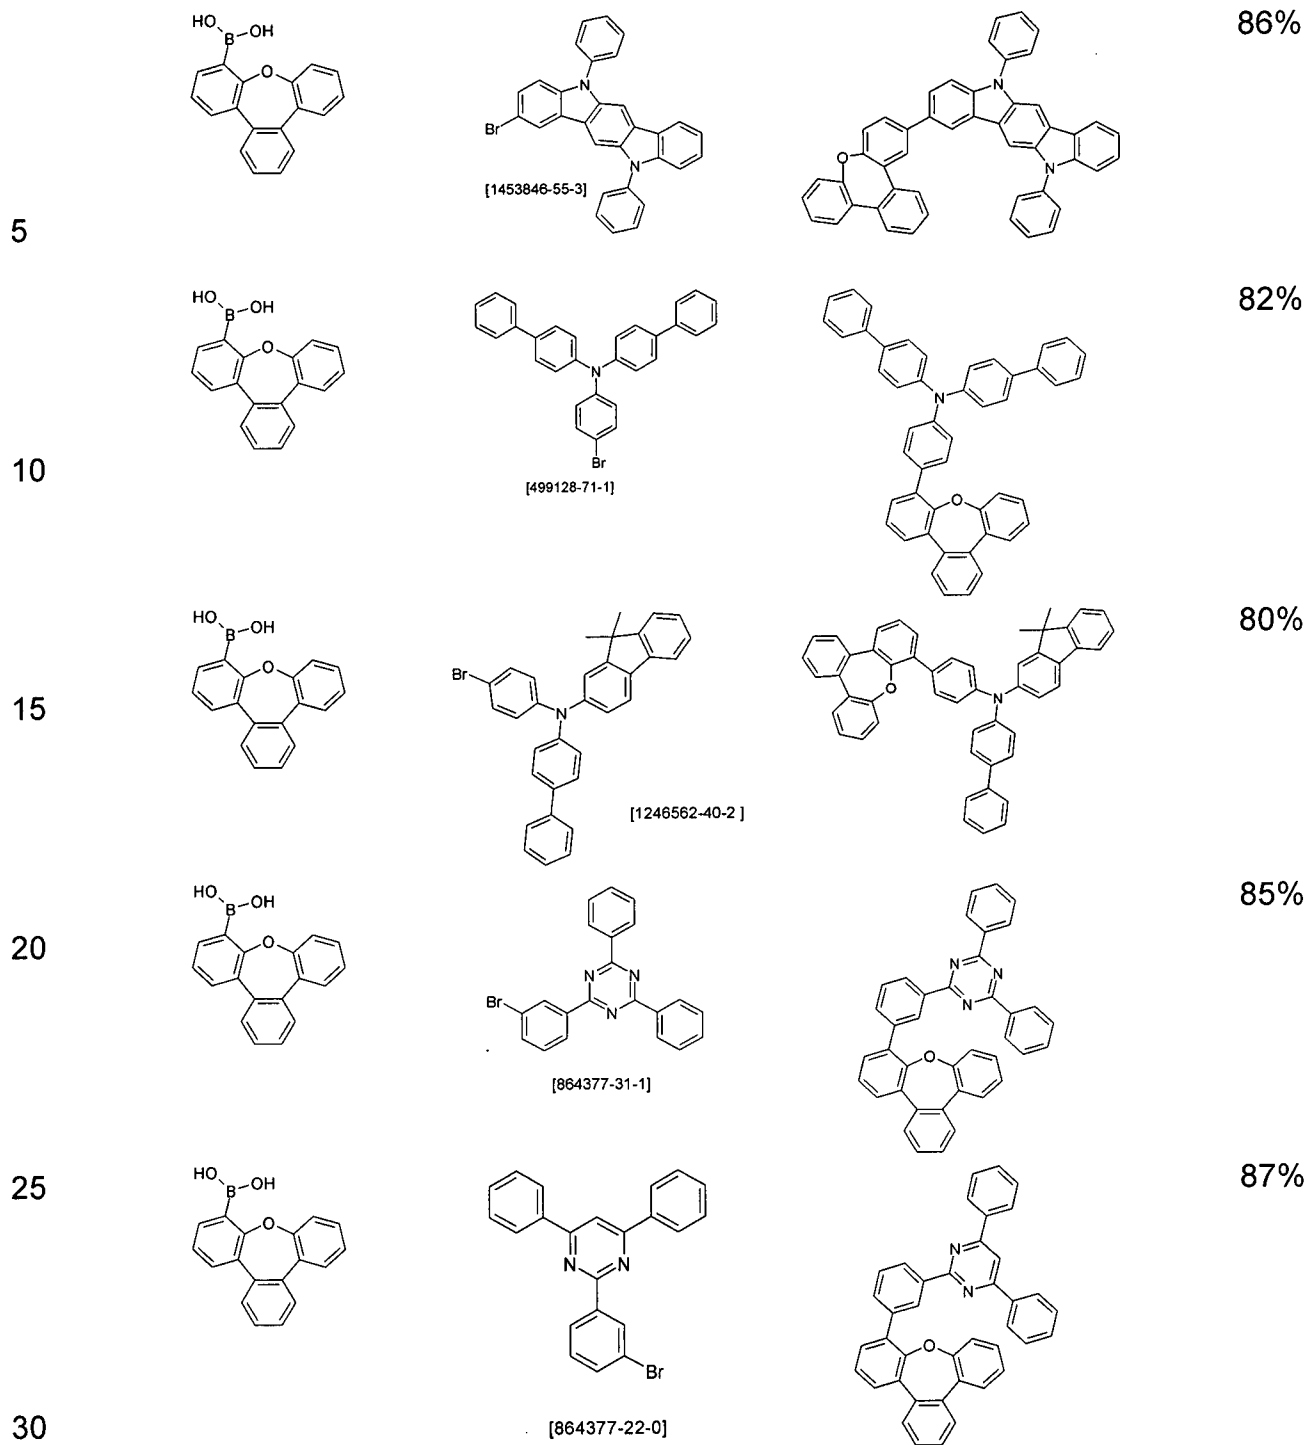 HO
B-OH
O
Br
N
N
[1453846-55-3]
N
O
N
86%
5
HO
B-OH
O
N
Br
[499128-71-1]
N
O
82%
10
HO
B-OH
O
Br
N
[1246562-40-2 ]
O
N
80%
15
HO
B-OH
O
N N
Br
N
[864377-31-1]
N
N
N
O
85%
20
HO
B-OH
O
N N
Br
[864377-22-0]
N
N
O
87%
25
30